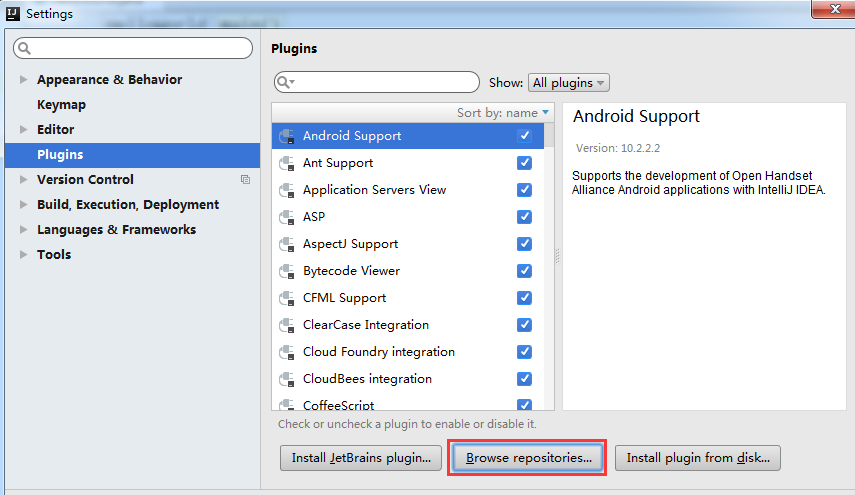 IJ Settings
Plugins
Appearance & Behavior
Keymap
Editor
Plugins
Version Control
Build, Execution, Deployment
Languages & Frameworks
Tools
Show: All plugins
Sort by: name
Android Support
Ant Support
Application Servers View
ASP
AspectJ Support
Bytecode Viewer
CFML Support
ClearCase Integration
Cloud Foundry integration
CloudBees integration
CoffeeScript
Android Support
Version: 10.2.2.2
Supports the development of Open Handset
Alliance Android applications with IntelliJ IDEA.
Check or uncheck a plugin to enable or disable it.
Install JetBrains plugin...
Browse repositories...
Install plugin from disk...